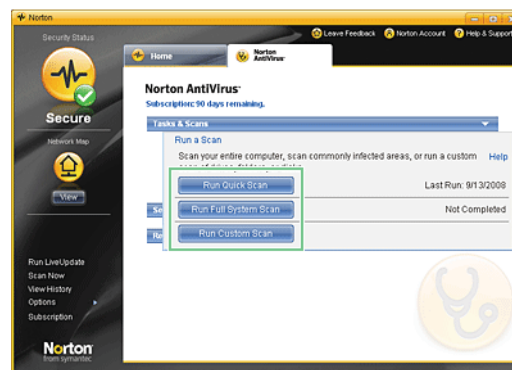 Norton
Security Status
Leave Feedback
Norton Account
Help & Support
Home
Norton AntiVirus
Secure
Network Map
View
Norton AntiVirus
Subscription: 90 days remaining.
Tasks & Scans
Run a Scan
Scan your entire computer, scan commonly infected areas, or run a custom
Help
Run Quick Scan
Last Run: 9/13/2008
Run Full System Scan
Not Completed
Run Custom Scan
Se
Re
Run LiveUpdate
Scan Now
View History
Options
Subscription
Norton
from symantec